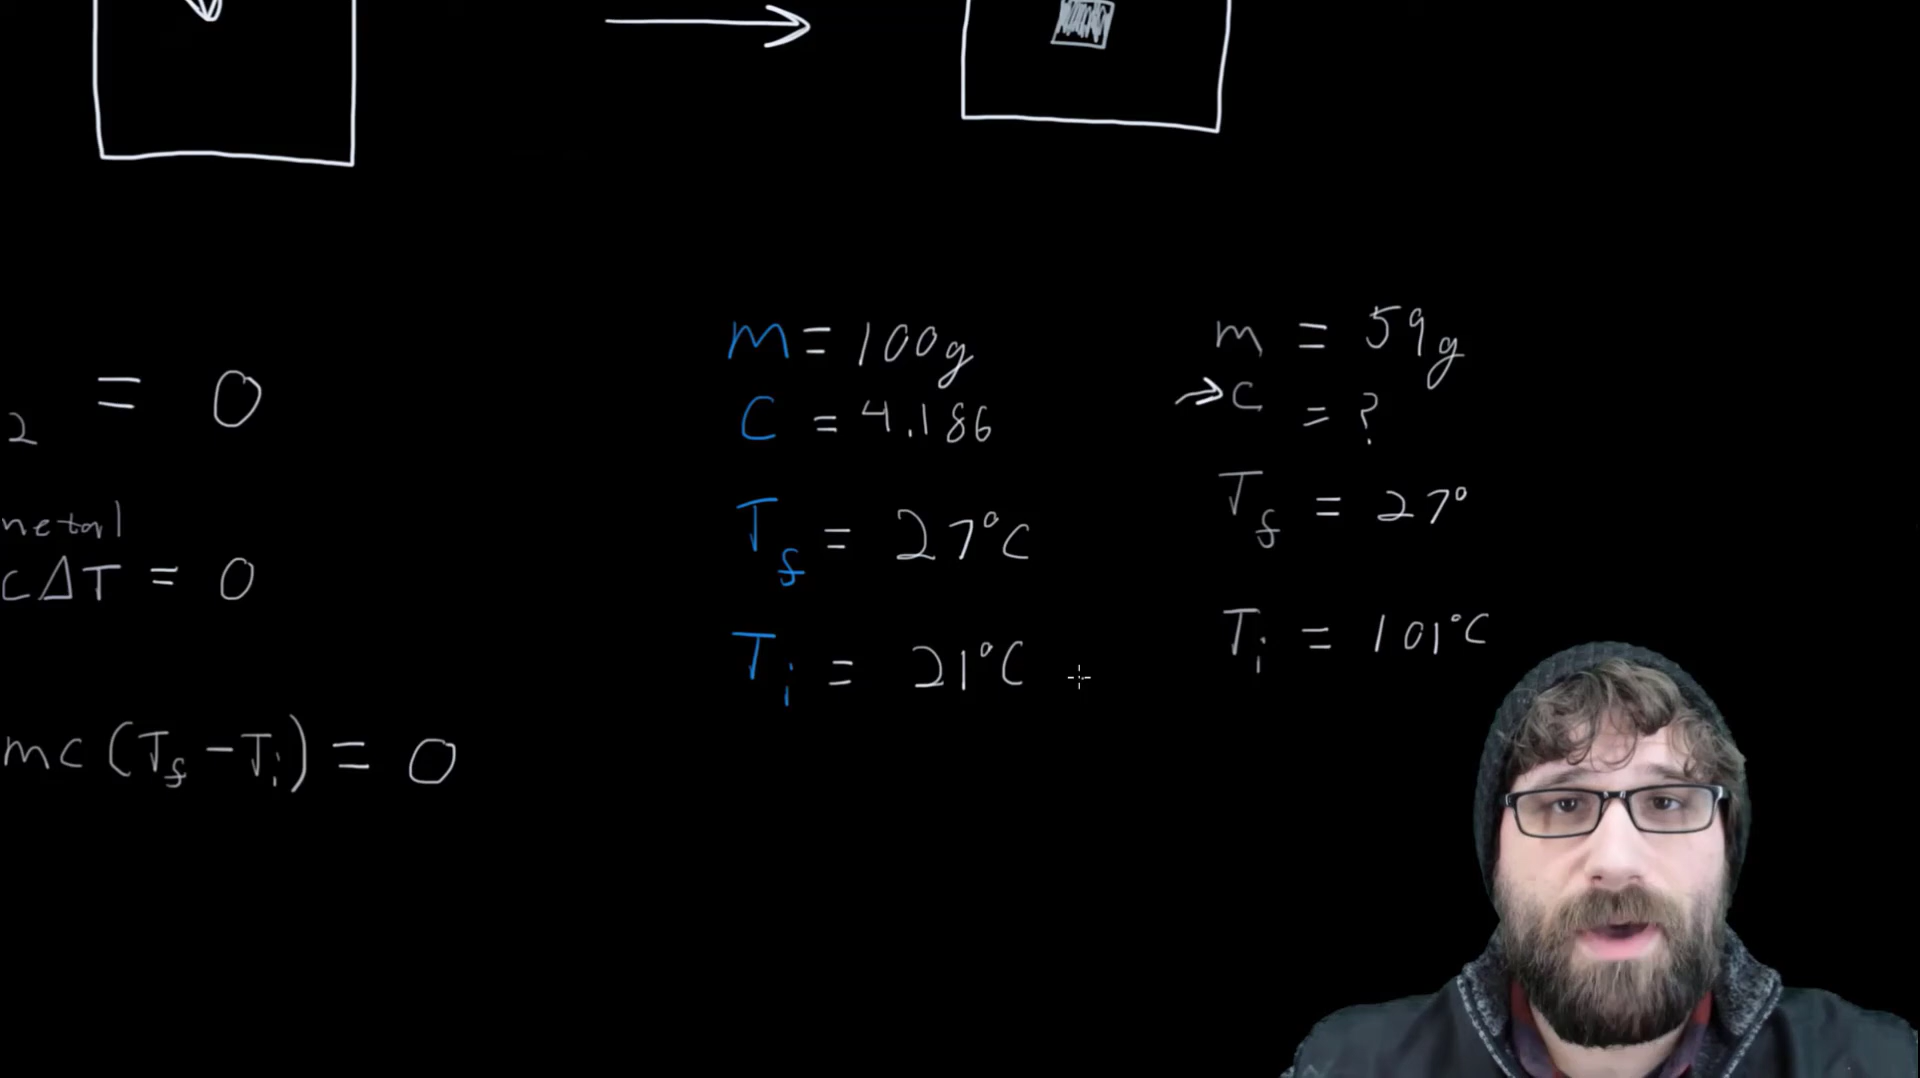 2 = 0
metal
cΔT = 0
mc(Tf - Ti) = 0
m = 100g
C = 4.186
Tf = 27°C
Ti = 21°C
m = 59g
→ C = ?
Tf = 27°
Ti = 101°C